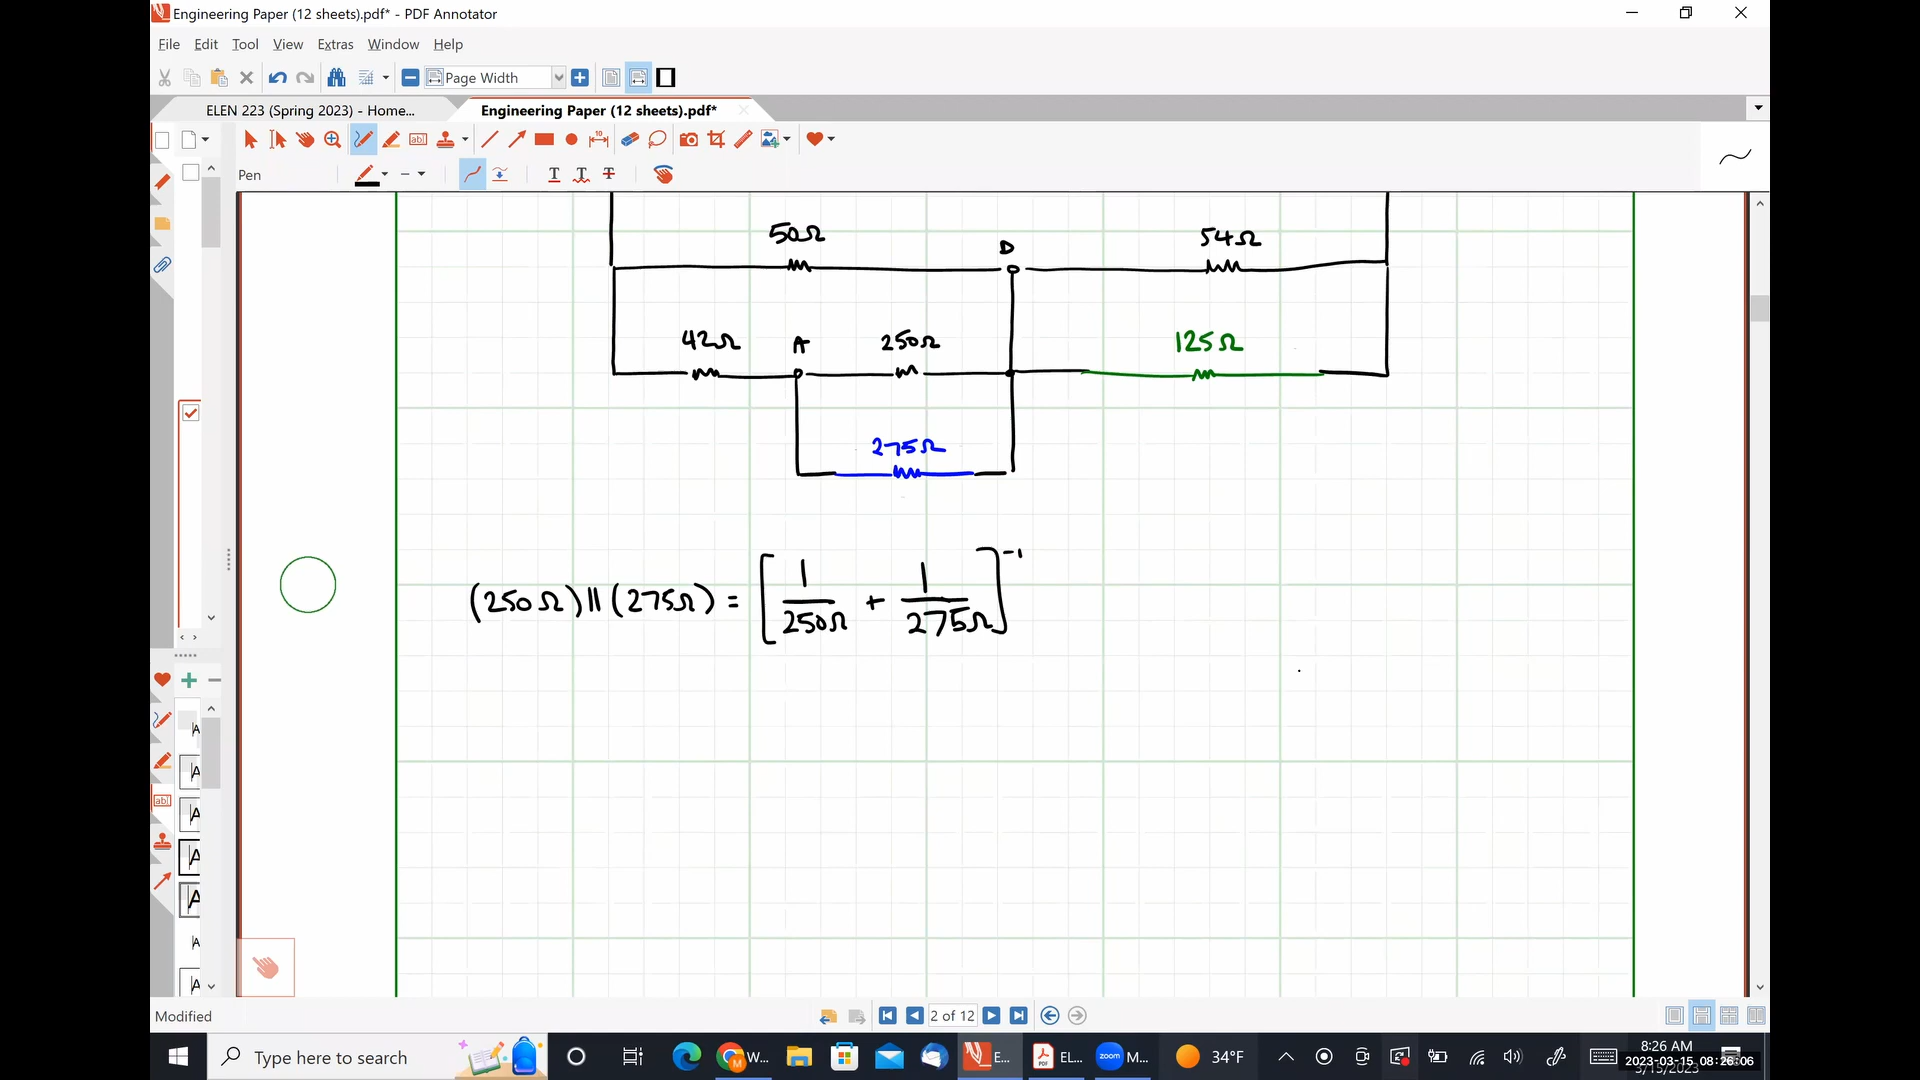 Engineering Paper (12 sheets).pdf* - PDF Annotator
File Edit Tool View Extras Window Help
Page Width
ELEN 223 (Spring 2023) - Home... Engineering Paper (12 sheets).pdf*
Pen
50Ω D 54Ω
42Ω A 250Ω 125Ω
275Ω
(250Ω)||(275Ω) = [1/250Ω + 1/275Ω]⁻¹
Modified 2 of 12
Type here to search W... E... EL... zoom M... 34°F 8:26 AM
2023-03-15 08:26:06